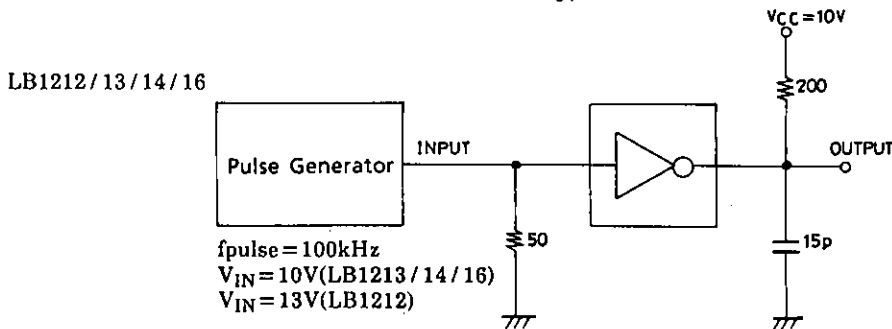 VCC=10V
LB1212/13/14/16
200
INPUT
OUTPUT
Pulse Generator
50
15p
fpulse=100kHz
VIN=10V(LB1213/14/16)
VIN=13V(LB1212)